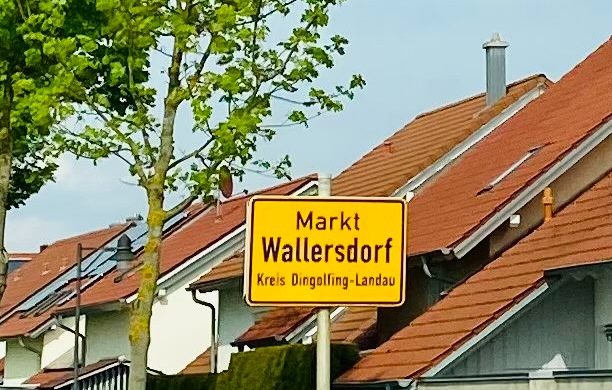 Markt
Wallersdorf
Kreis Dingolfing-Landau